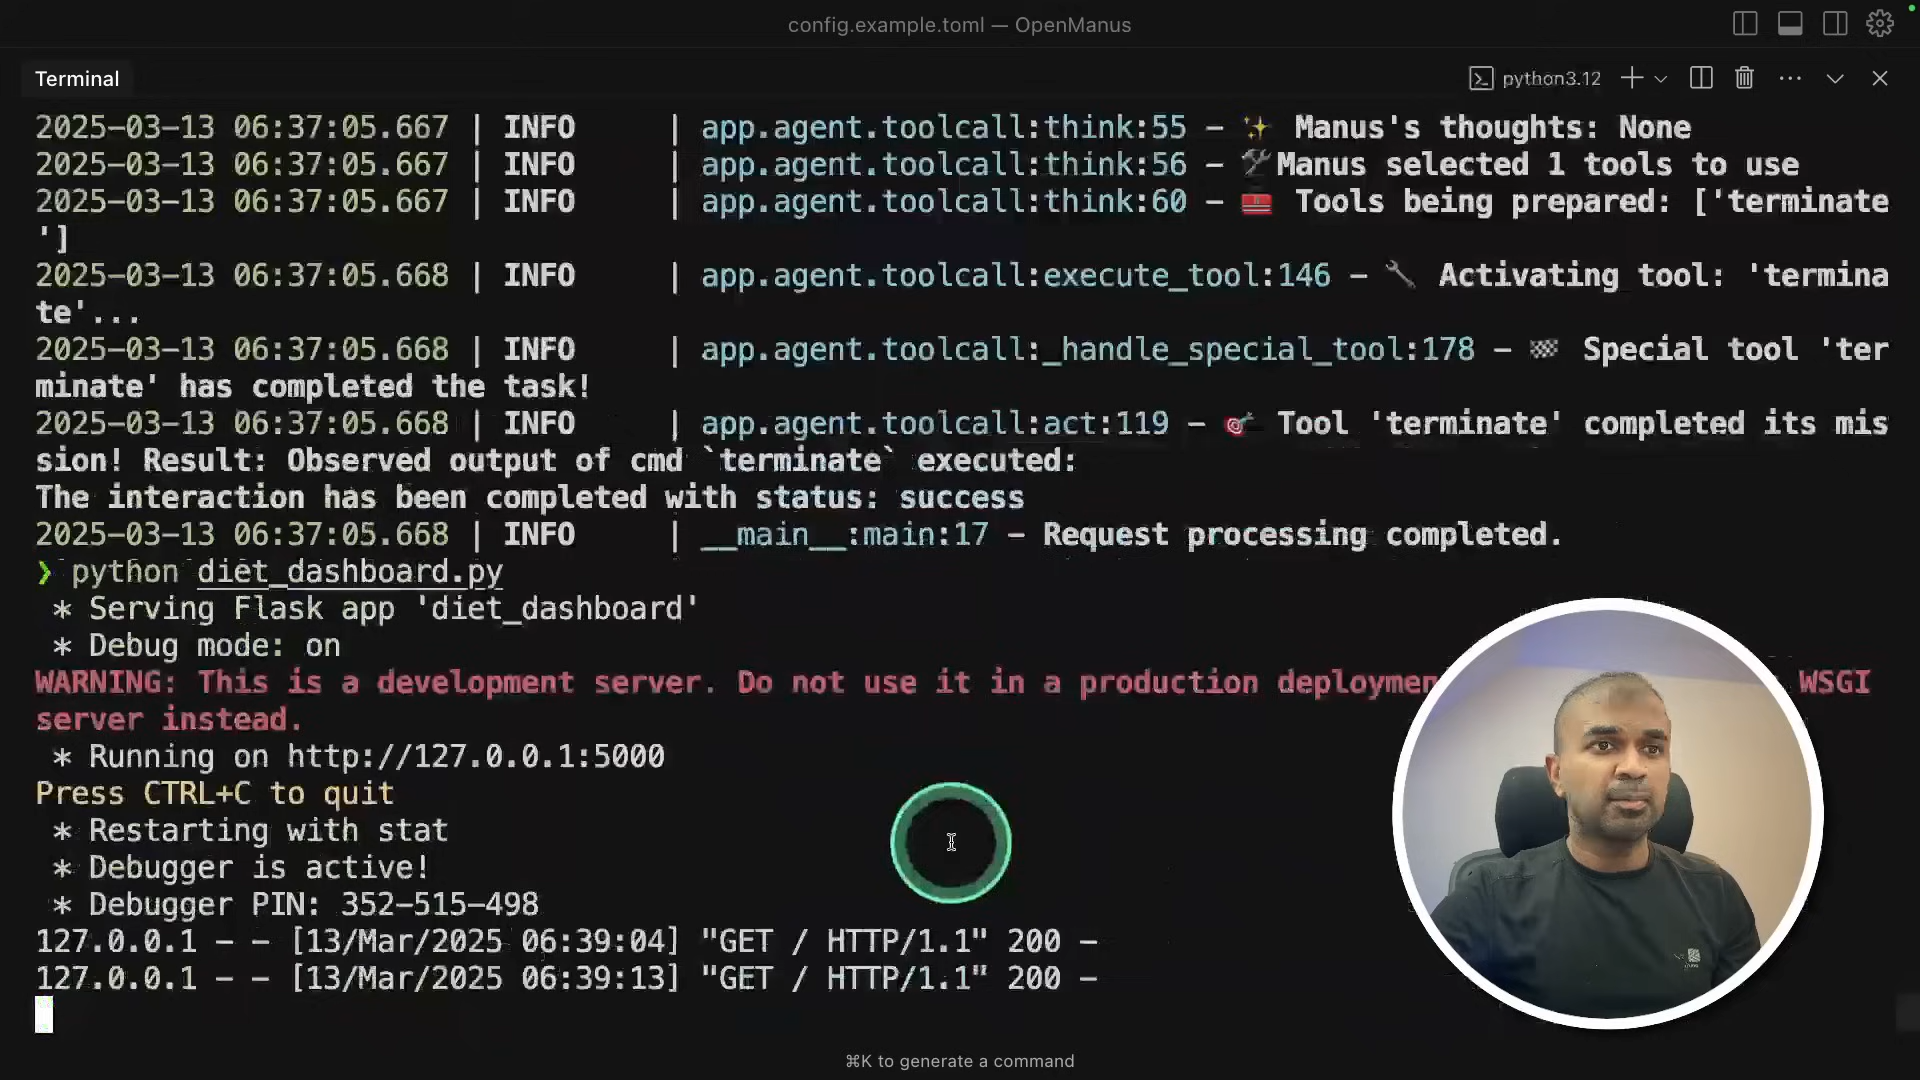 config.example.toml — OpenManus
Terminal
python3.12
2025-03-13 06:37:05.667 | INFO | app.agent.toolcall:think:55 - ✨ Manus's thoughts: None
2025-03-13 06:37:05.667 | INFO | app.agent.toolcall:think:56 - 🛠️ Manus selected 1 tools to use
2025-03-13 06:37:05.667 | INFO | app.agent.toolcall:think:60 - 🧰 Tools being prepared: ['terminate
']
2025-03-13 06:37:05.668 | INFO | app.agent.toolcall:execute_tool:146 - 🔧 Activating tool: 'termina
te'...
2025-03-13 06:37:05.668 | INFO | app.agent.toolcall:_handle_special_tool:178 - 🏁 Special tool 'ter
minate' has completed the task!
2025-03-13 06:37:05.668 | INFO | app.agent.toolcall:act:119 - 🎯 Tool 'terminate' completed its mis
sion! Result: Observed output of cmd `terminate` executed:
The interaction has been completed with status: success
2025-03-13 06:37:05.668 | INFO | __main__:main:17 - Request processing completed.
❯ python diet_dashboard.py
* Serving Flask app 'diet_dashboard'
* Debug mode: on
WARNING: This is a development server. Do not use it in a production deploymen WSGI
server instead.
* Running on http://127.0.0.1:5000
Press CTRL+C to quit
* Restarting with stat
* Debugger is active!
* Debugger PIN: 352-515-498
127.0.0.1 - - [13/Mar/2025 06:39:04] "GET / HTTP/1.1" 200 -
127.0.0.1 - - [13/Mar/2025 06:39:13] "GET / HTTP/1.1" 200 -
⌘K to generate a command